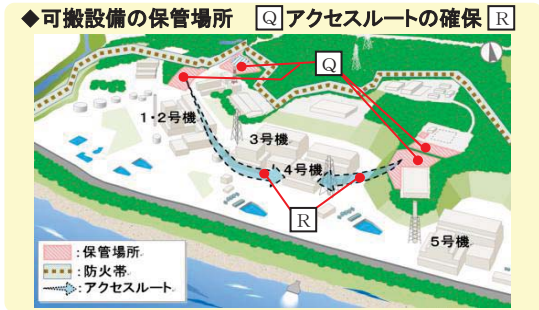 ◆可搬設備の保管場所 Q アクセスルートの確保 R
Q
1・2号機
3号機
4号機
R
5号機
:保管場所
:防火帯
:アクセスルート